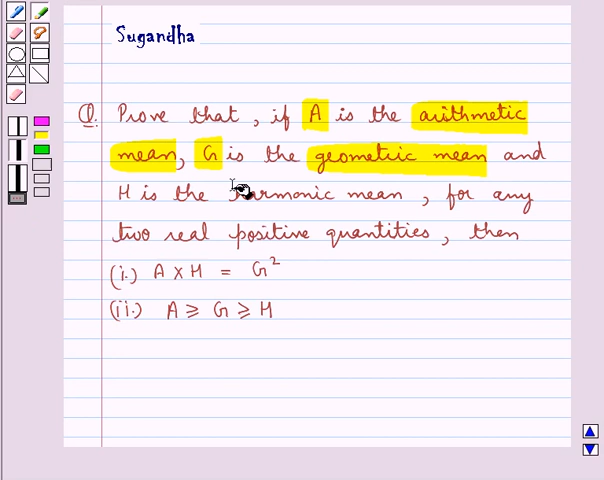 Sugandha
Q. Prove that, if A is the arithmetic
mean, G is the geometric mean and
H is the harmonic mean, for any
two real positive quantities, then
(i.) A × H = G²
(ii.) A ⩾ G ⩾ H